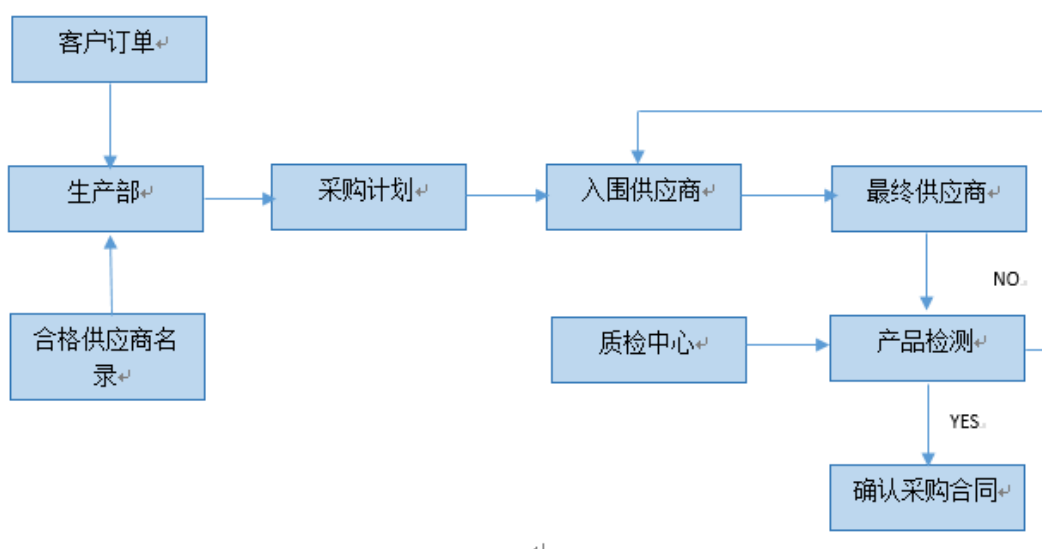 客户订单
生产部
采购计划
入围供应商
最终供应商
NO
合格供应商名
录
质检中心
产品检测
YES
确认采购合同